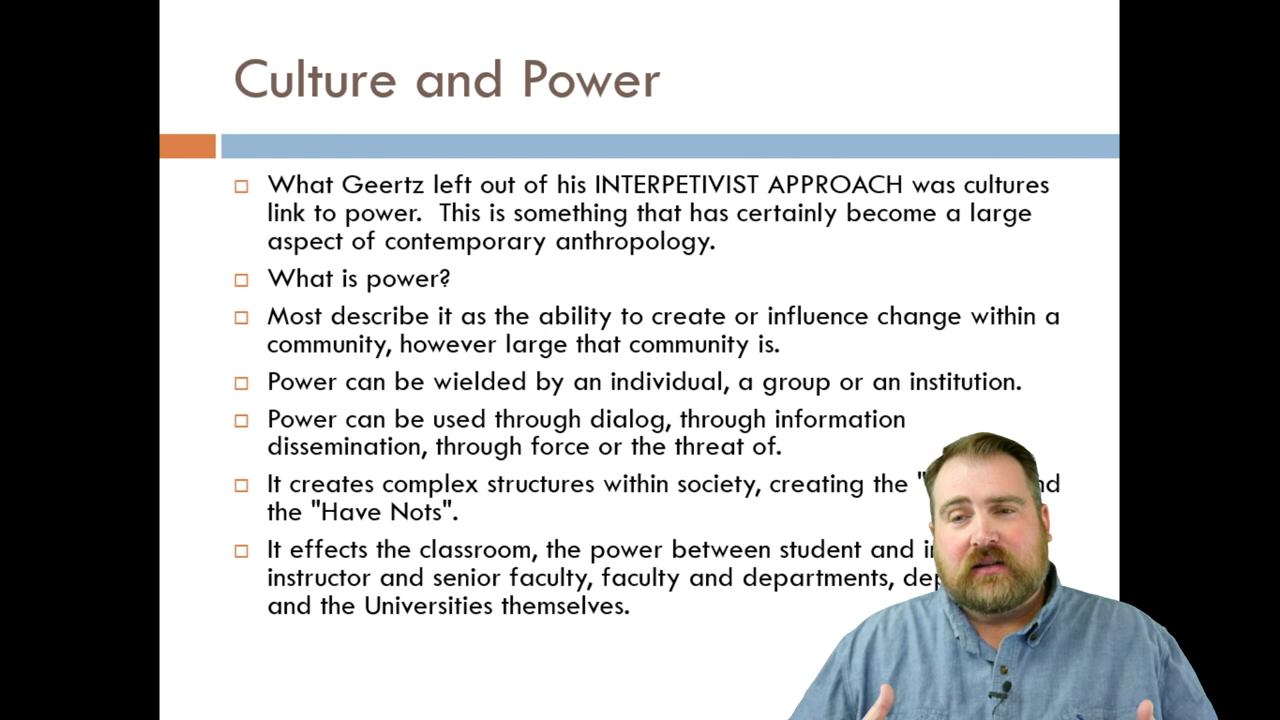 Culture and Power
What Geertz left out of his INTERPETIVIST APPROACH was cultures
link to power. This is something that has certainly become a large
aspect of contemporary anthropology.
What is power?
Most describe it as the ability to create or influence change within a
community, however large that community is.
Power can be wielded by an individual, a group or an institution.
Power can be used through dialog, through information
dissemination, through force or the threat of.
It creates complex structures within society, creating the "
the "Have Nots".
It effects the classroom, the power between student and
instructor and senior faculty, faculty and departments,
and the Universities themselves.